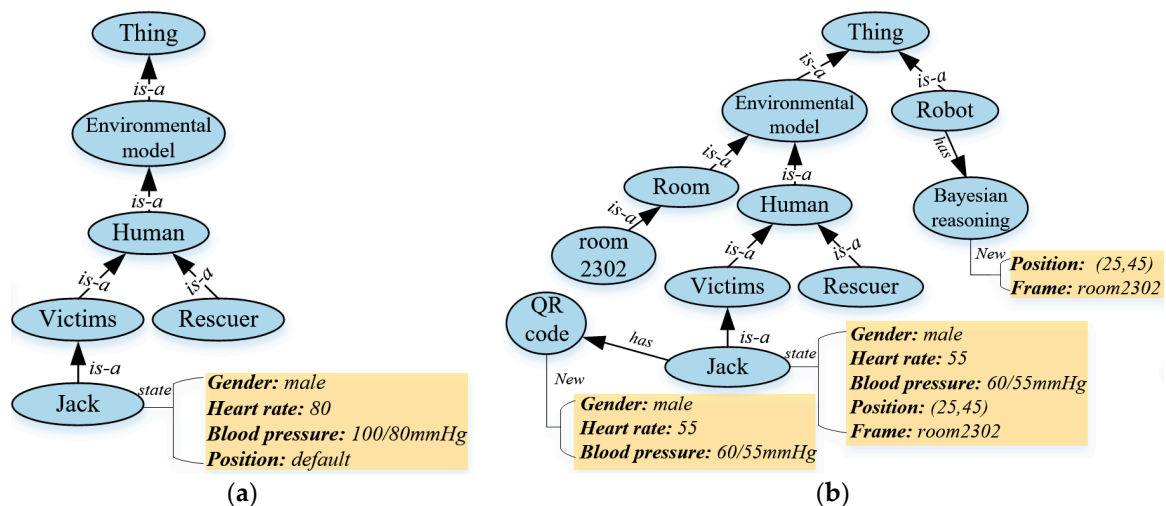 Thing
is-a
Environmental
model
is-a
Human
is-a
is-a
Victims
Rescuer
is-a
Jack
state
Gender: male
Heart rate: 80
Blood pressure: 100/80mmHg
Position: default
(a)
Thing
is-a
is-a
Environmental
model
Robot
is-a
is-a
has
Room
Human
Bayesian
reasoning
is-a
room
2302
is-a
is-a
New
Position: (25,45)
Frame: room2302
Victims
Rescuer
QR
code
has
is-a
Jack
state
Gender: male
Heart rate: 55
Blood pressure: 60/55mmHg
Position: (25,45)
Frame: room2302
New
Gender: male
Heart rate: 55
Blood pressure: 60/55mmHg
(b)